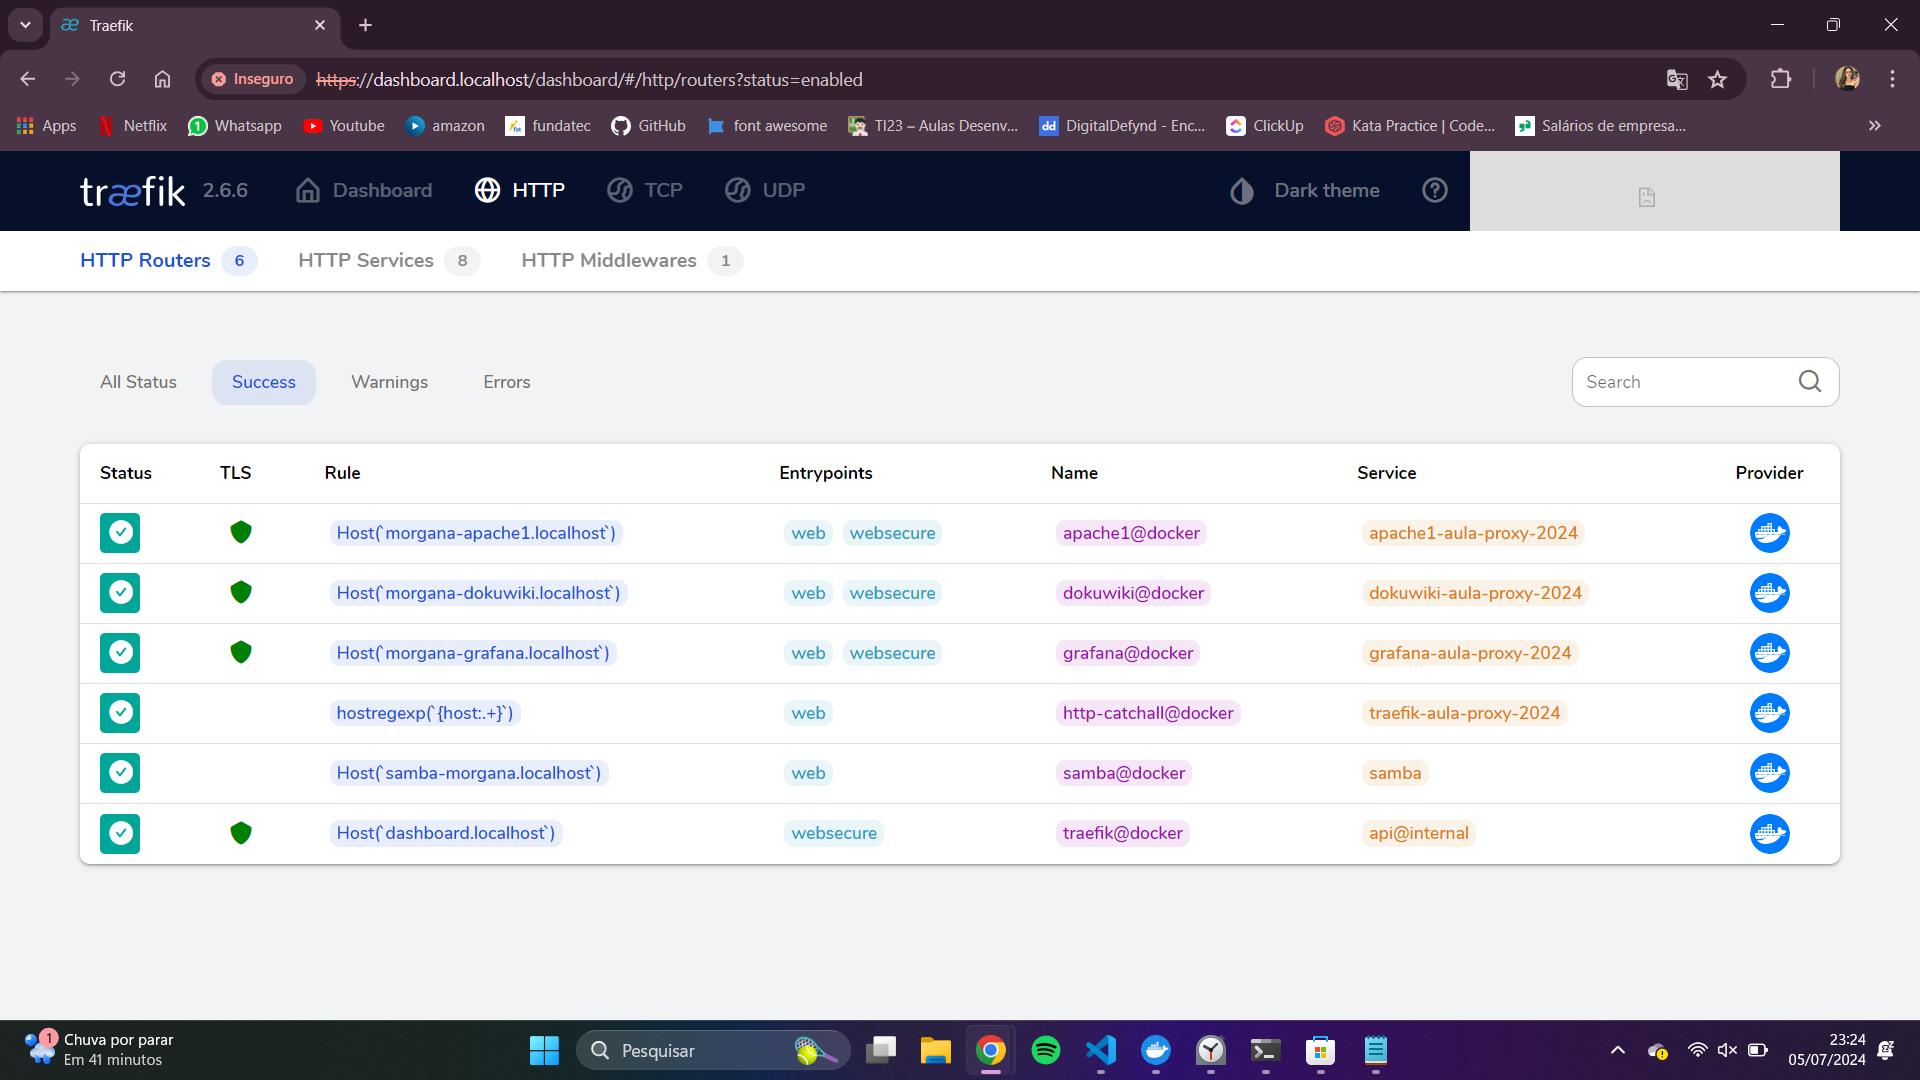 Traefik
Inseguro https://dashboard.localhost/dashboard/#/http/routers?status=enabled
Apps Netflix Whatsapp Youtube amazon fundatec GitHub font awesome TI23 – Aulas Desenv... DigitalDefynd - Enc... ClickUp Kata Practice | Code... Salários de empresa...
træfik 2.6.6 Dashboard HTTP TCP UDP Dark theme
HTTP Routers 6 HTTP Services 8 HTTP Middlewares 1
All Status Success Warnings Errors Search
Status TLS Rule Entrypoints Name Service Provider
Host(`morgana-apache1.localhost`) web websecure apache1@docker apache1-aula-proxy-2024
Host(`morgana-dokuwiki.localhost`) web websecure dokuwiki@docker dokuwiki-aula-proxy-2024
Host(`morgana-grafana.localhost`) web websecure grafana@docker grafana-aula-proxy-2024
hostregexp(`{host:.+}`) web http-catchall@docker traefik-aula-proxy-2024
Host(`samba-morgana.localhost`) web samba@docker samba
Host(`dashboard.localhost`) websecure traefik@docker api@internal
1 Chuva por parar
Em 41 minutos
Pesquisar
23:24
05/07/2024